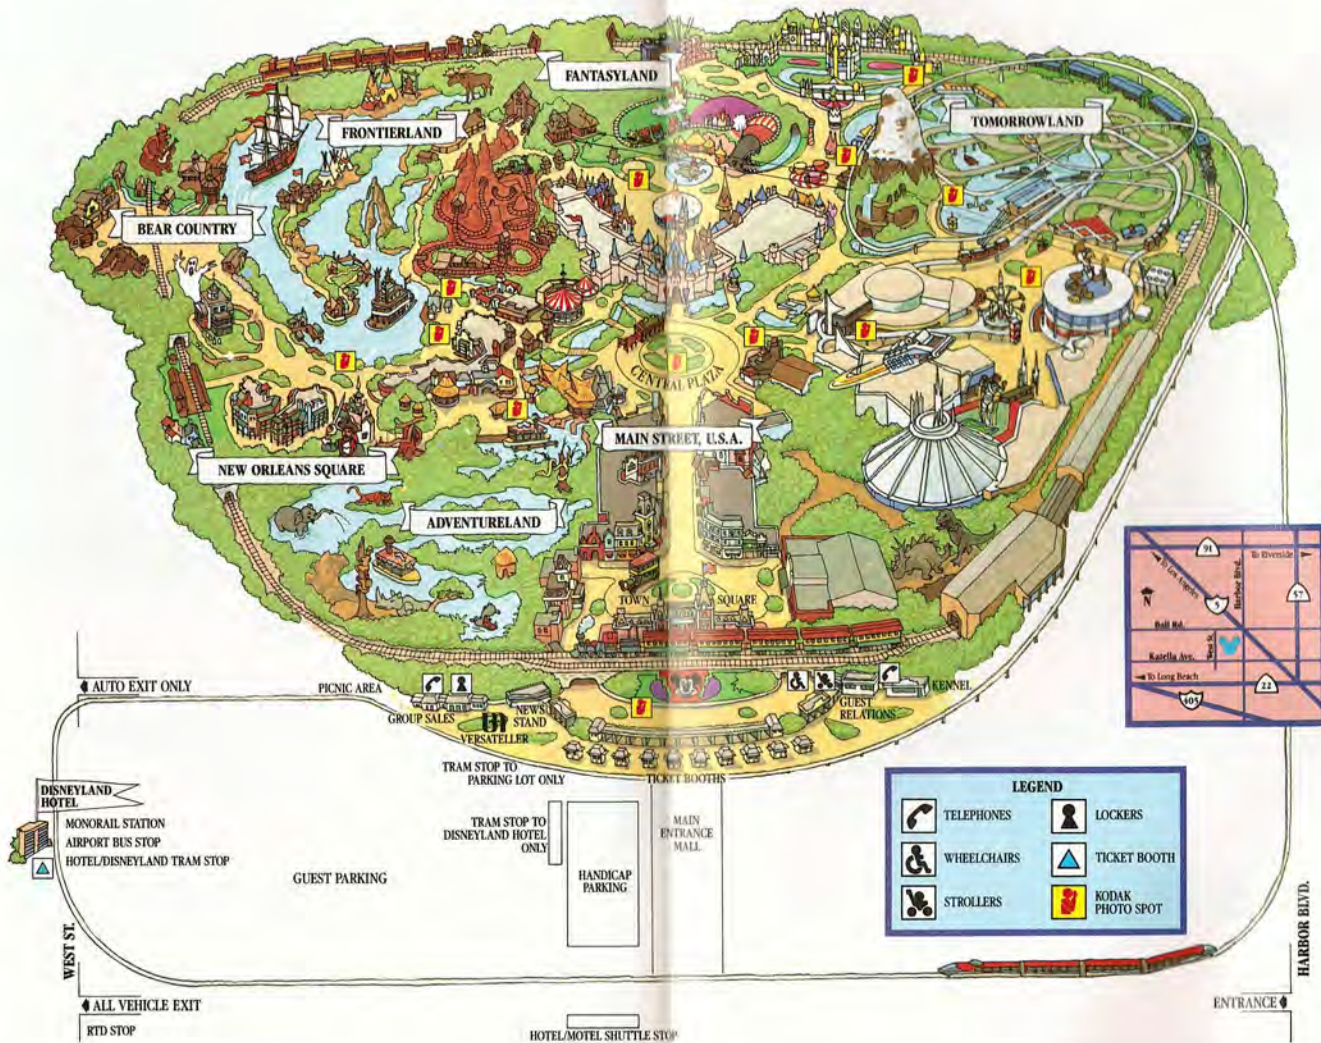 FANTASYLAND
FRONTIERLAND
TOMORROWLAND
BEAR COUNTRY
CENTRAL PLAZA
MAIN STREET, U.S.A.
NEW ORLEANS SQUARE
ADVENTURELAND
TOWN SQUARE
91
To Riverside
To Los Angeles
Harbor Blvd.
57
5
N
Ball Rd.
West St.
Katella Ave.
To Long Beach
22
405
AUTO EXIT ONLY
PICNIC AREA
GROUP SALES
NEWS
STAND
VERSATELLER
GUEST
RELATIONS
KENNEL
TRAM STOP TO
PARKING LOT ONLY
TICKET BOOTHS
DISNEYLAND
HOTEL
MONORAIL STATION
AIRPORT BUS STOP
HOTEL/DISNEYLAND TRAM STOP
TRAM STOP TO
DISNEYLAND HOTEL
ONLY
MAIN
ENTRANCE
MALL
GUEST PARKING
HANDICAP
PARKING
LEGEND
TELEPHONES
LOCKERS
WHEELCHAIRS
TICKET BOOTH
STROLLERS
KODAK
PHOTO SPOT
WEST ST.
HARBOR BLVD.
ALL VEHICLE EXIT
ENTRANCE
RTD STOP
HOTEL/MOTEL SHUTTLE STOP